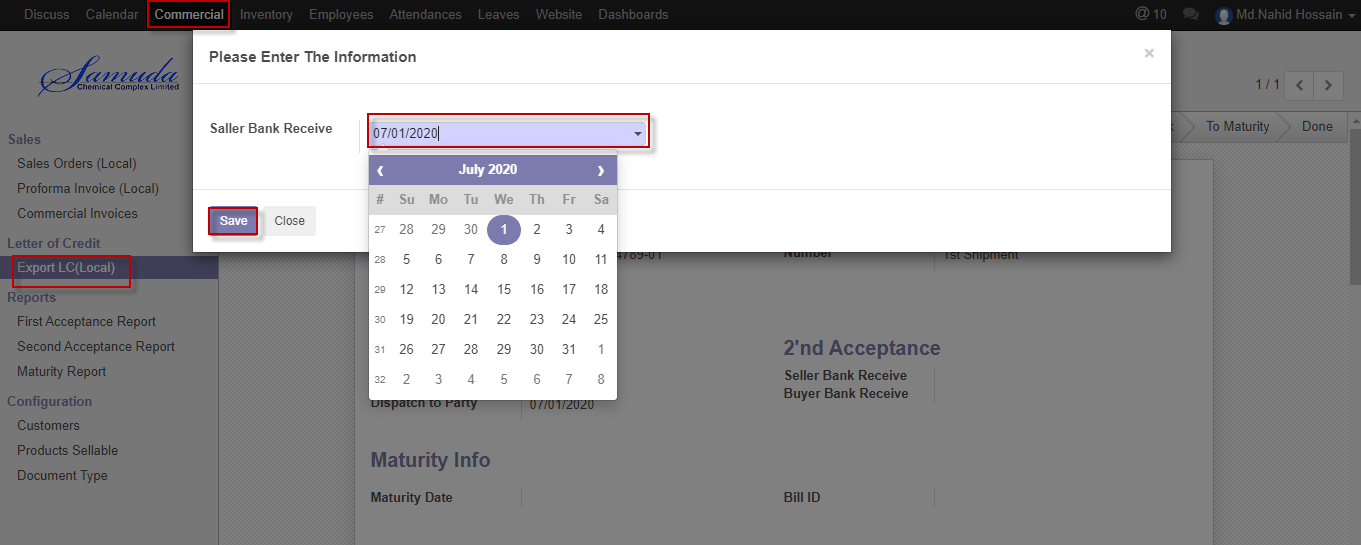 Discuss Calendar Commercial Inventory Employees Attendances Leaves Website Dashboards @ 10 Md.Nahid Hossain
Please Enter The Information ×
Samuda
Chemical Complex Limited
1 / 1
Saller Bank Receive 07/01/2020
To Maturity Done
Sales
Sales Orders (Local)
Proforma Invoice (Local)
Commercial Invoices
Letter of Credit
Export LC(Local)
Reports
First Acceptance Report
Second Acceptance Report
Maturity Report
Configuration
Customers
Products Sellable
Document Type
July 2020
# Su Mo Tu We Th Fr Sa
27 28 29 30 1 2 3 4
28 5 6 7 8 9 10 11
29 12 13 14 15 16 17 18
30 19 20 21 22 23 24 25
31 26 27 28 29 30 31 1
32 2 3 4 5 6 7 8
Save Close
Number 1st Shipment
2'nd Acceptance
Seller Bank Receive
Buyer Bank Receive
Dispatch to Party 07/01/2020
Maturity Info
Maturity Date Bill ID